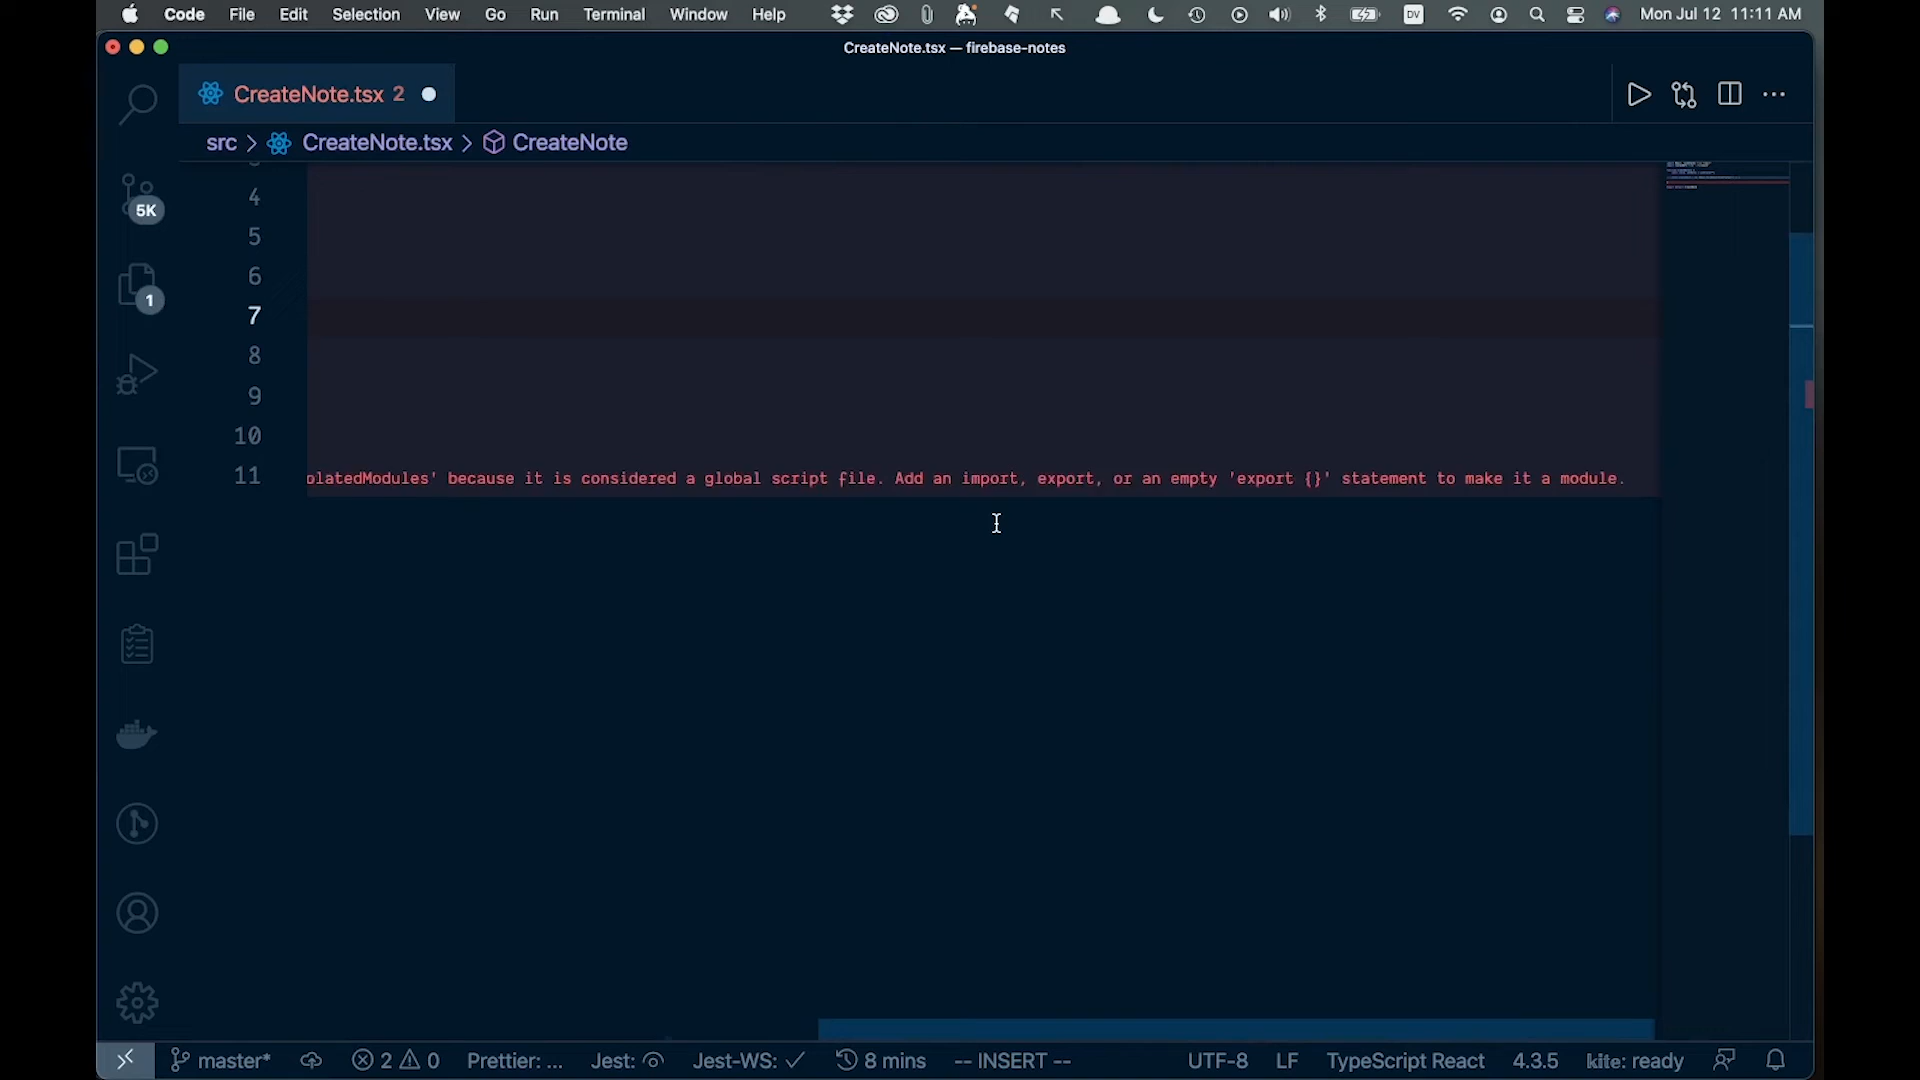 Code File Edit Selection View Go Run Terminal Window Help DV Mon Jul 12 11:11 AM
CreateNote.tsx — firebase-notes
CreateNote.tsx 2
src > CreateNote.tsx > CreateNote
4
5
6
7
8
9
10
11 olatedModules' because it is considered a global script file. Add an import, export, or an empty 'export {}' statement to make it a module.
5K
1
master* 2 0 Prettier: ... Jest: Jest-WS: 8 mins -- INSERT -- UTF-8 LF TypeScript React 4.3.5 kite: ready